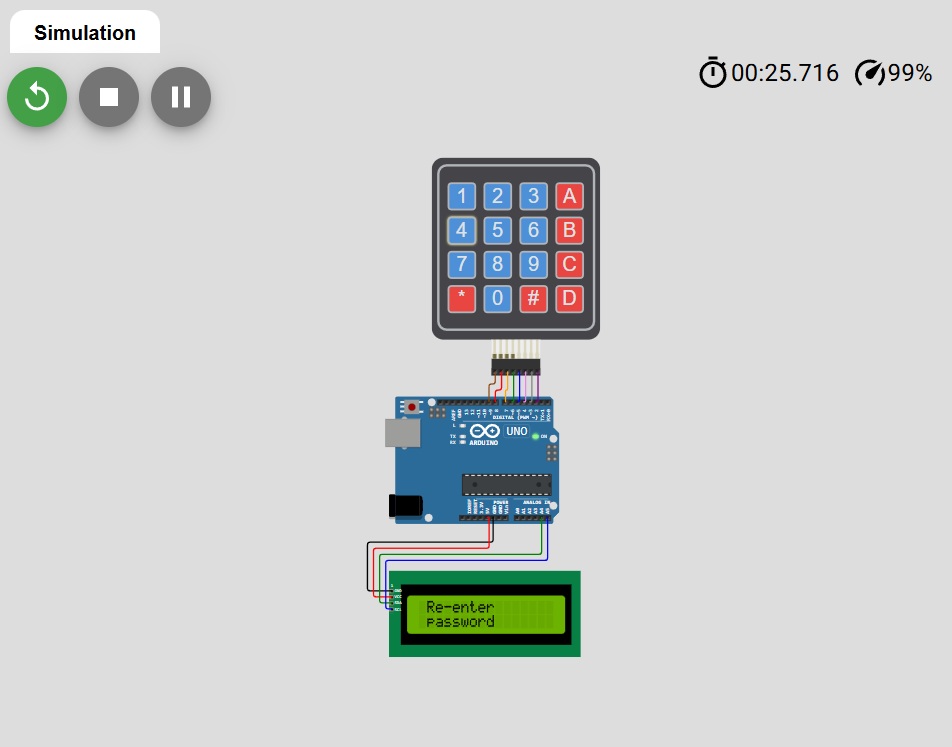 Simulation
00:25.716 99%
1 2 3 A
4 5 6 B
7 8 9 C
* 0 # D
DIGITAL (PWM ~)
L
TX
RX
UNO
ON
ARDUINO
POWER
ANALOG IN
Re-enter
password